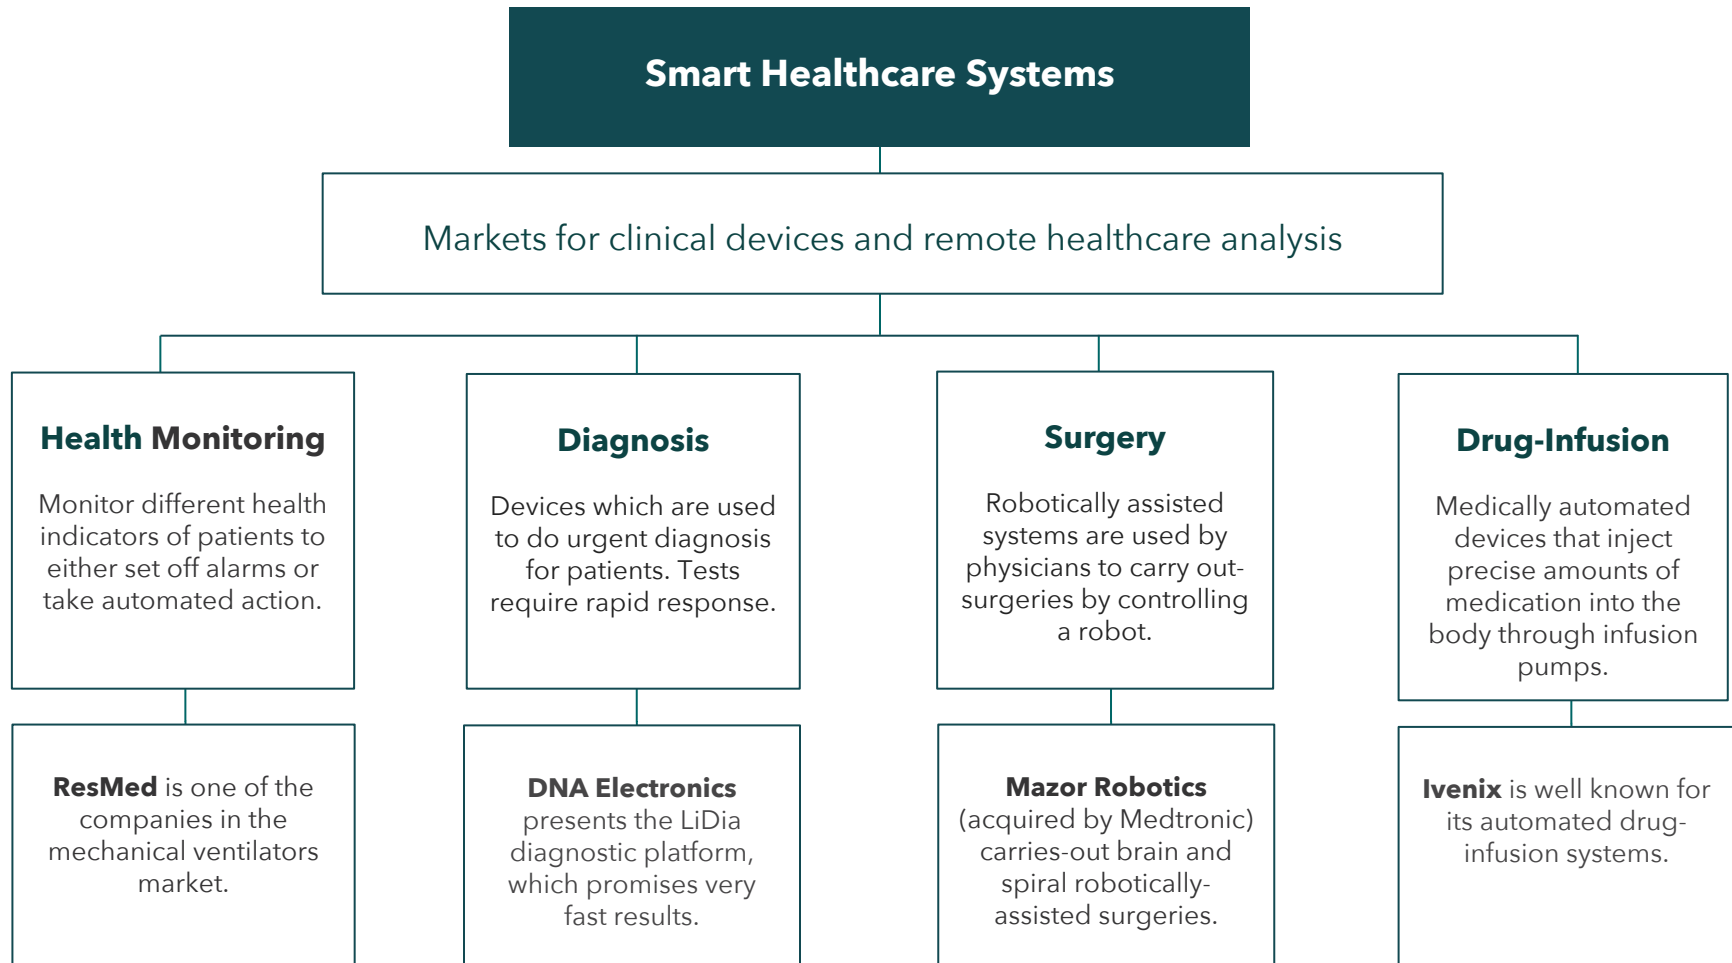 Smart Healthcare Systems
Markets for clinical devices and remote healthcare analysis
Health Monitoring
Monitor different health
indicators of patients to
either set off alarms or
take automated action.
Diagnosis
Devices which are used
to do urgent diagnosis
for patients. Tests
require rapid response.
Surgery
Robotically assisted
systems are used by
physicians to carry out-
surgeries by controlling
a robot.
Drug-Infusion
Medically automated
devices that inject
precise amounts of
medication into the
body through infusion
pumps.
ResMed is one of the
companies in the
mechanical ventilators
market.
DNA Electronics
presents the LiDia
diagnostic platform,
which promises very
fast results.
Mazor Robotics
(acquired by Medtronic)
carries-out brain and
spiral robotically-
assisted surgeries.
Ivenix is well known for
its automated drug-
infusion systems.